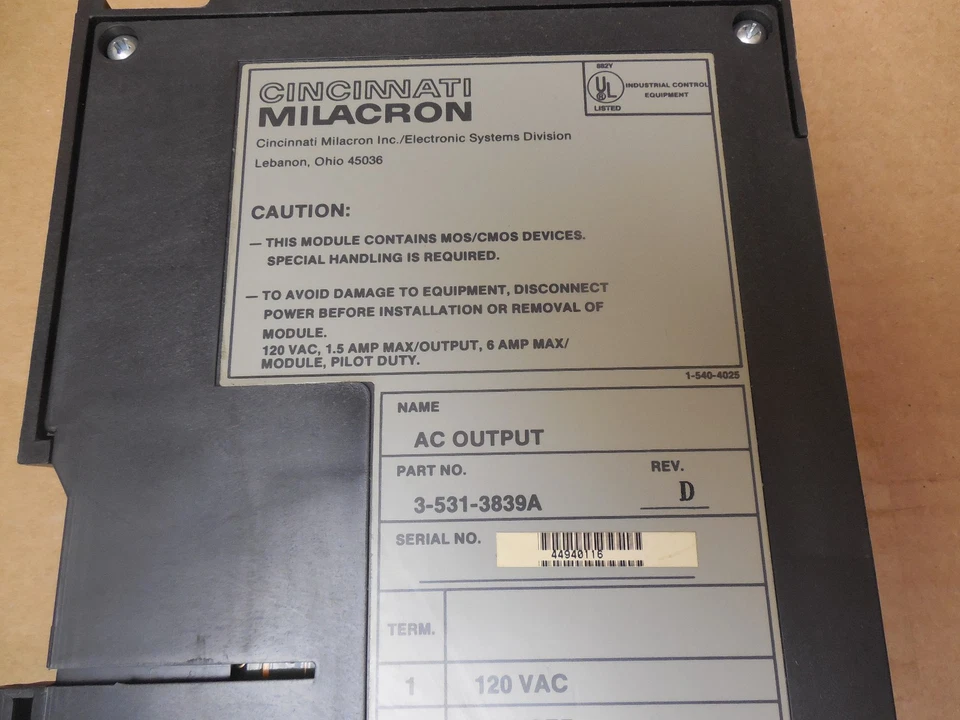 CINCINNATI
MILACRON
Cincinnati Milacron Inc./Electronic Systems Division
Lebanon, Ohio 45036
882Y
UL
LISTED
INDUSTRIAL CONTROL
EQUIPMENT
CAUTION:
— THIS MODULE CONTAINS MOS/CMOS DEVICES.
SPECIAL HANDLING IS REQUIRED.
— TO AVOID DAMAGE TO EQUIPMENT, DISCONNECT
POWER BEFORE INSTALLATION OR REMOVAL OF
MODULE.
120 VAC, 1.5 AMP MAX/OUTPUT, 6 AMP MAX/
MODULE, PILOT DUTY.
1-540-4025
NAME
AC OUTPUT
PART NO.
3-531-3839A
REV.
D
SERIAL NO.
44940116
TERM.
1
120 VAC